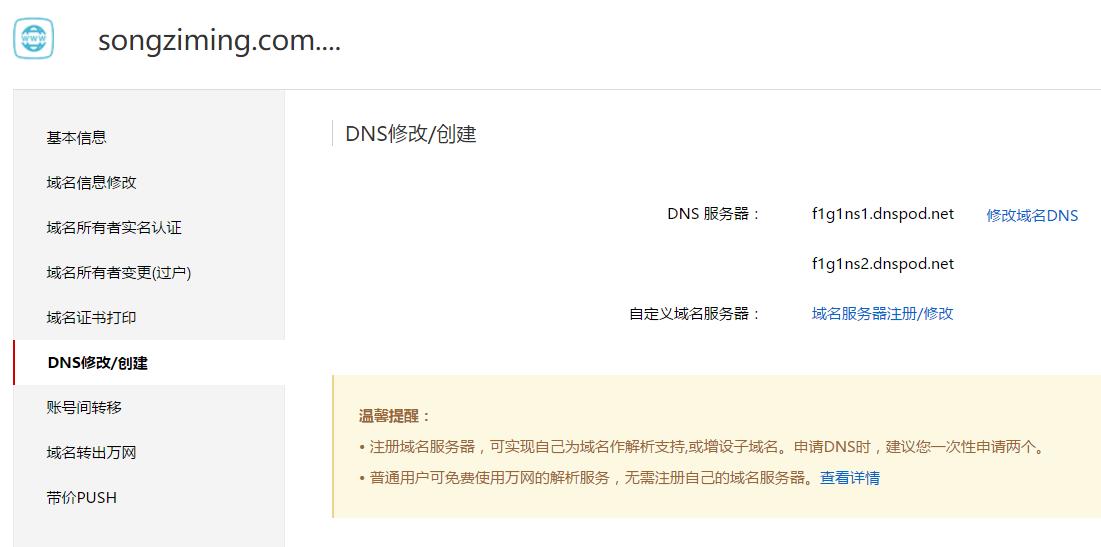 www
songziming.com....
基本信息
域名信息修改
域名所有者实名认证
域名所有者变更(过户)
域名证书打印
DNS修改/创建
账号间转移
域名转出万网
带价PUSH
DNS修改/创建
DNS 服务器： f1g1ns1.dnspod.net 修改域名DNS
f1g1ns2.dnspod.net
自定义域名服务器： 域名服务器注册/修改
温馨提醒：
• 注册域名服务器，可实现自己为域名作解析支持,或增设子域名。申请DNS时，建议您一次性申请两个。
• 普通用户可免费使用万网的解析服务，无需注册自己的域名服务器。查看详情